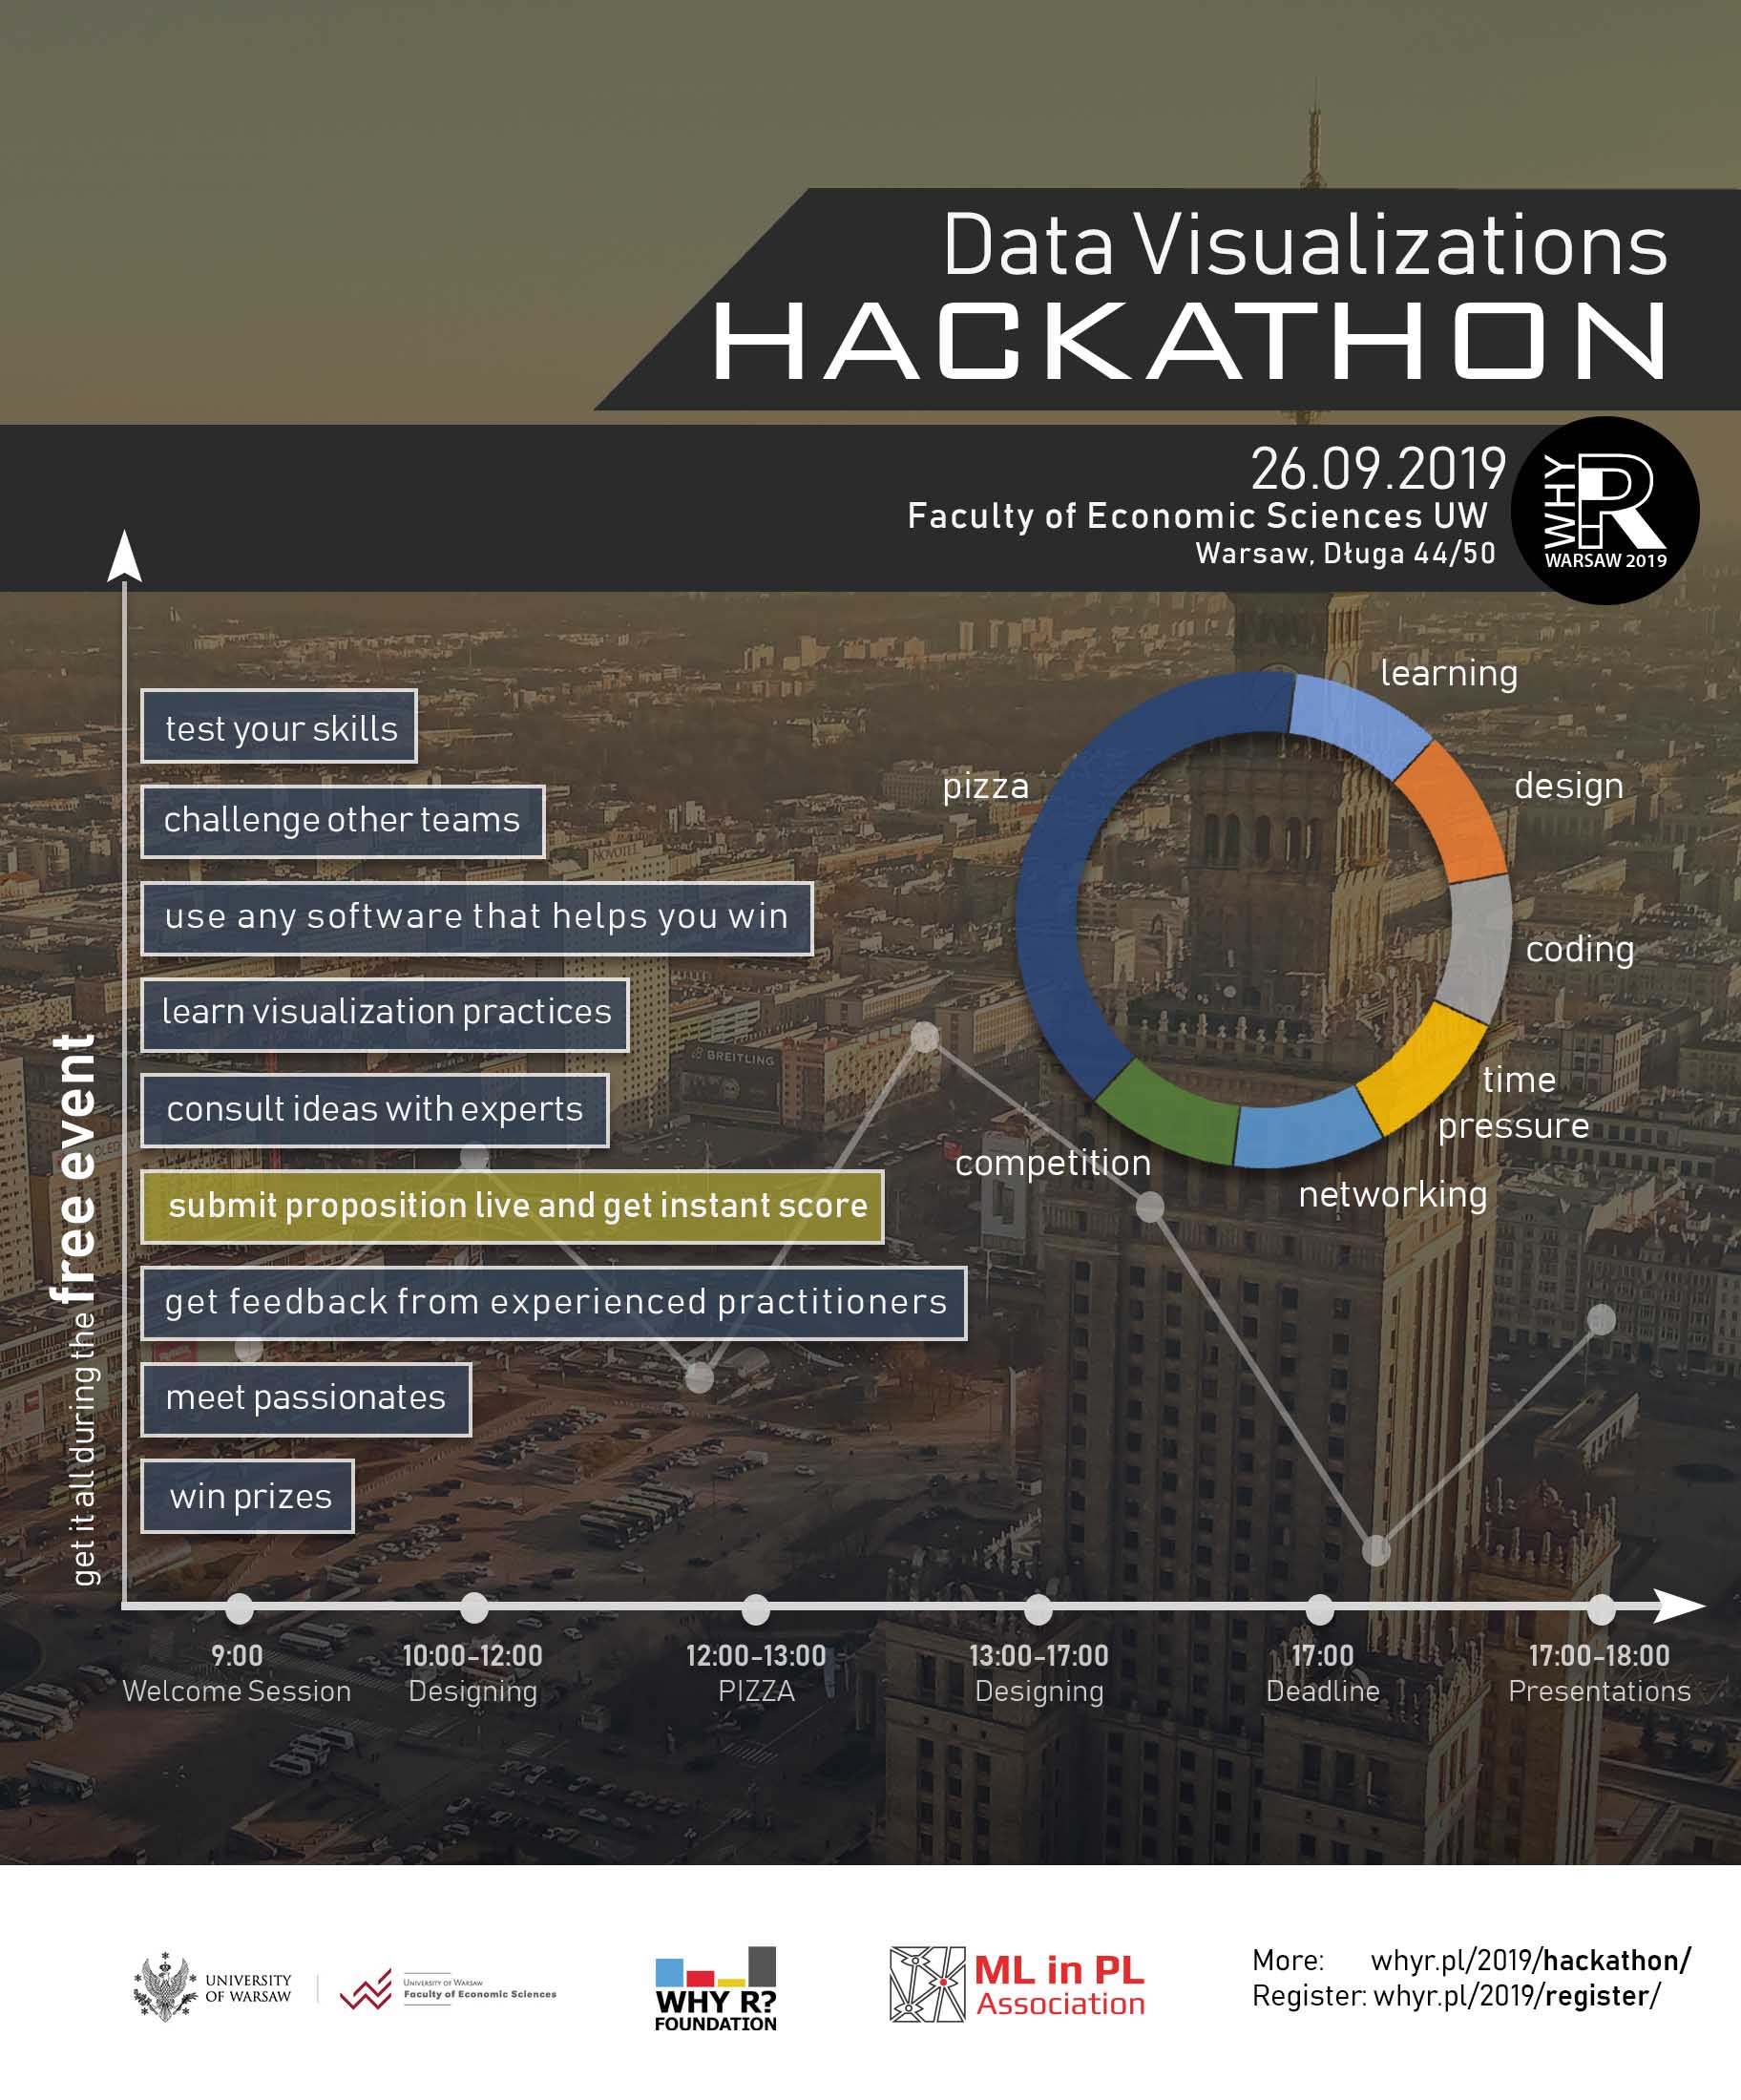 Data Visualizations
HACKATHON
26.09.2019
Faculty of Economic Sciences UW
Warsaw, Długa 44/50
WHY R
WARSAW 2019
get it all during the free event
test your skills
challenge other teams
use any software that helps you win
learn visualization practices
consult ideas with experts
submit proposition live and get instant score
get feedback from experienced practitioners
meet passionates
win prizes
learning
design
coding
time
pressure
networking
competition
pizza
NOVOTEL
BREITLING
9:00
Welcome Session
10:00-12:00
Designing
12:00-13:00
PIZZA
13:00-17:00
Designing
17:00
Deadline
17:00-18:00
Presentations
UNIVERSITY
OF WARSAW
University of Warsaw
Faculty of Economic Sciences
WHY R?
FOUNDATION
ML in PL
Association
More: whyr.pl/2019/hackathon/
Register: whyr.pl/2019/register/